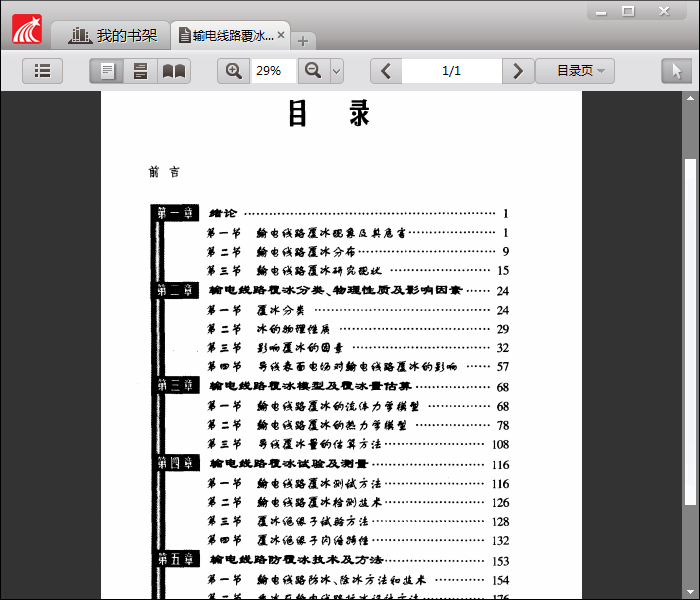 我的书架
输电线路覆冰...
29%
1/1
目录页
目 录
前 言
第一章 绪论 1
第一节 输电线路覆冰现象及其危害 1
第二节 输电线路覆冰分布 9
第三节 输电线路覆冰研究现状 15
第二章 输电线路覆冰分类、物理性质及影响因素 24
第一节 覆冰分类 24
第二节 冰的物理性质 29
第三节 影响覆冰的因素 32
第四节 导线表面电场对输电线路覆冰的影响 57
第三章 输电线路覆冰模型及覆冰量估算 68
第一节 输电线路覆冰的流体力学模型 68
第二节 输电线路覆冰的热力学模型 78
第三节 导线覆冰量的估算方法 108
第四章 输电线路覆冰试验及测量 116
第一节 输电线路覆冰测试方法 116
第二节 输电线路覆冰检测技术 126
第三节 覆冰绝缘子试验方法 128
第四节 覆冰绝缘子闪络特性 132
第五章 输电线路防覆冰技术及方法 153
第一节 输电线路防冰、除冰方法和技术 154